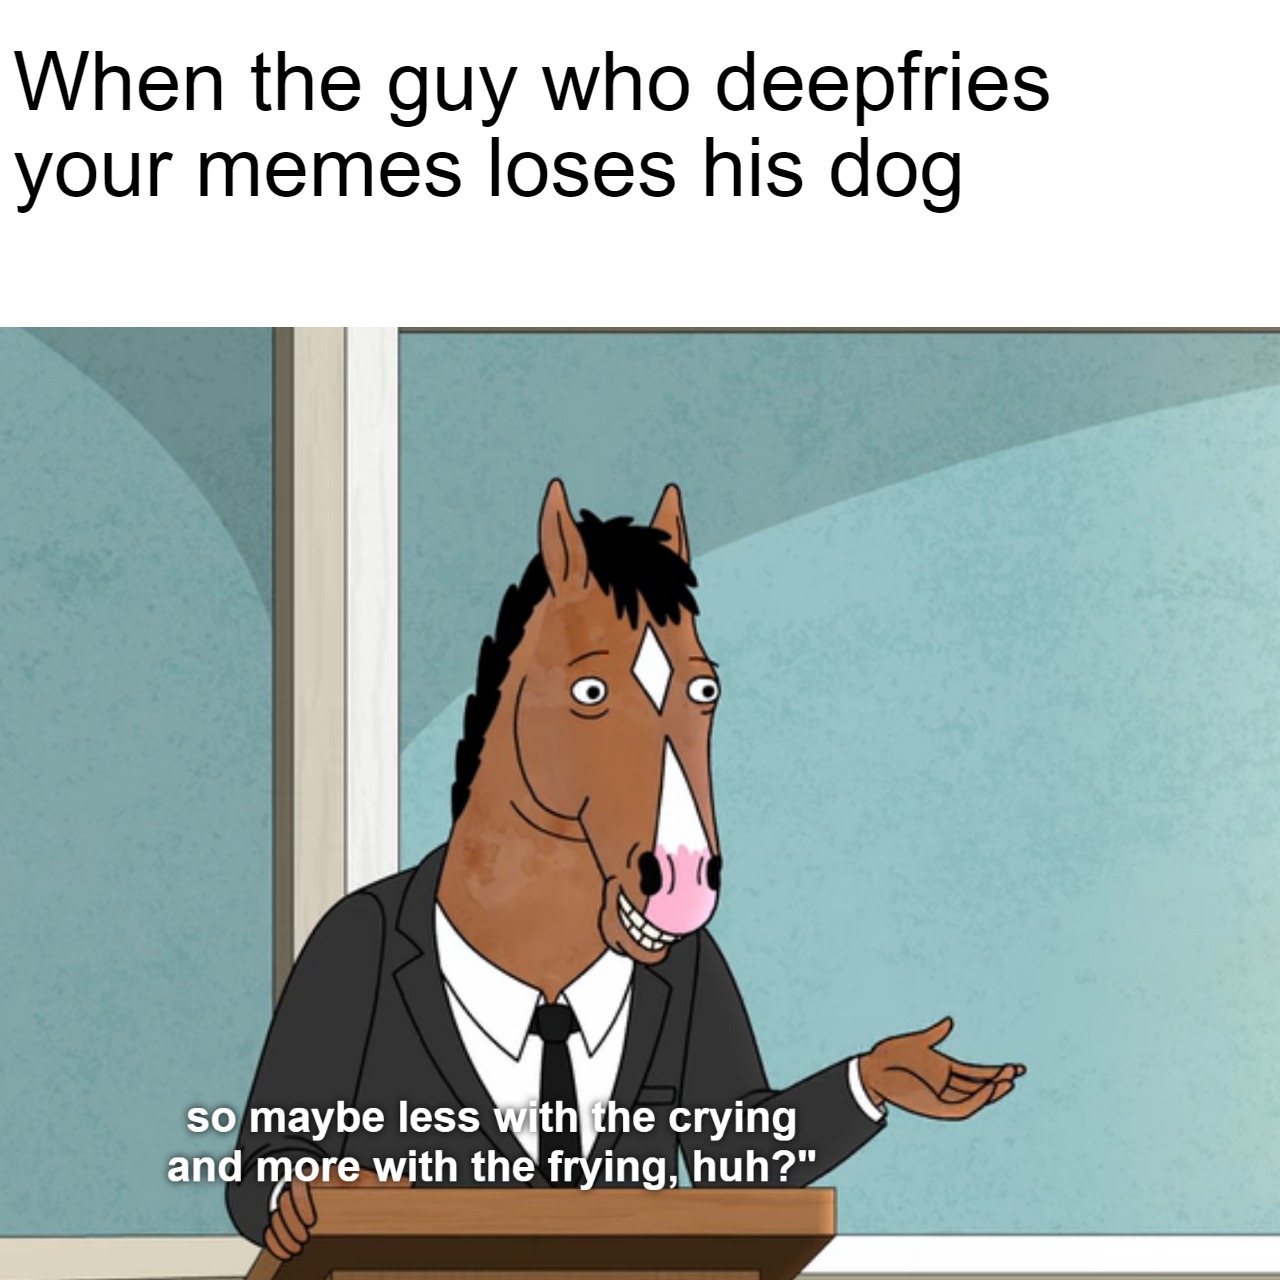 When the guy who deepfries
your memes loses his dog
so maybe less with the crying
and more with the frying, huh?"